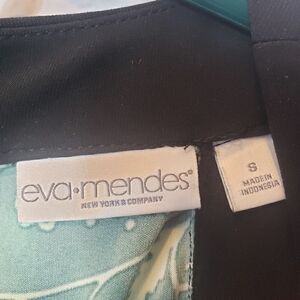 eva•mendes®
NEW YORK & COMPANY
S
MADE IN
INDONESIA